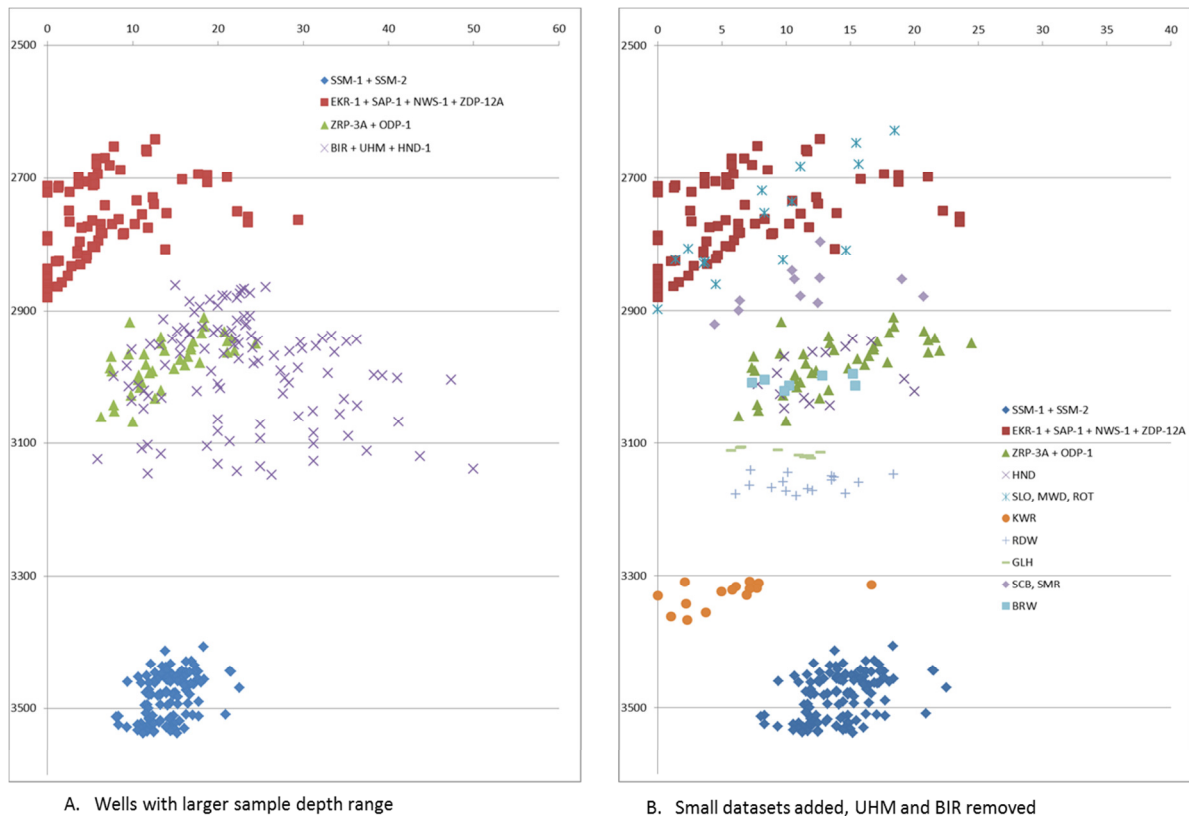 0 10 20 30 40 50 60
2500
SSM-1 + SSM-2
EKR-1 + SAP-1 + NWS-1 + ZDP-12A
ZRP-3A + ODP-1
BIR + UHM + HND-1
2700
2900
3100
3300
3500
A. Wells with larger sample depth range
0 5 10 15 20 25 30 35 40
2500
2700
2900
3100
3300
3500
SSM-1 + SSM-2
EKR-1 + SAP-1 + NWS-1 + ZDP-12A
ZRP-3A + ODP-1
HND
SLO, MWD, ROT
KWR
RDW
GLH
SCB, SMR
BRW
B. Small datasets added, UHM and BIR removed